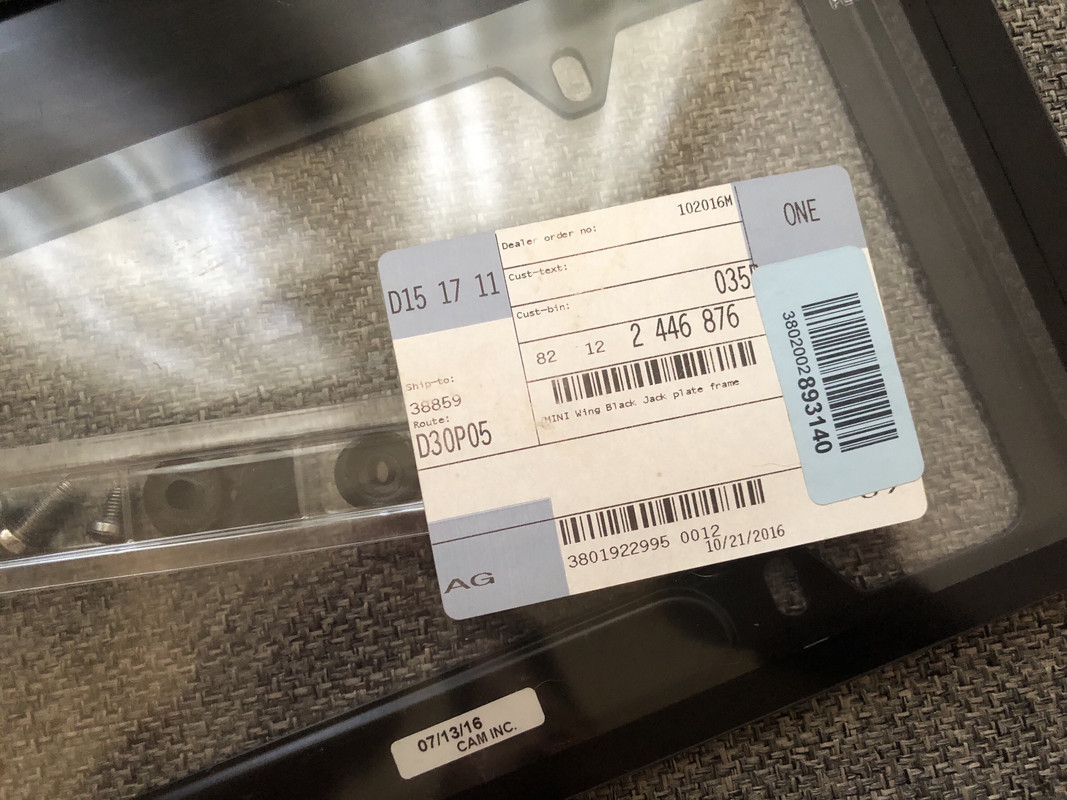 D15 17 11
Dealer order no:
102016M
ONE
Cust-text:
Cust-bin:
035
82 12 2 446 876
MINI Wing Black Jack plate frame
Ship-to:
38859
Route:
D30P05
3802002893140
3801922995 0012
10/21/2016
AG
07/13/16
CAM INC.